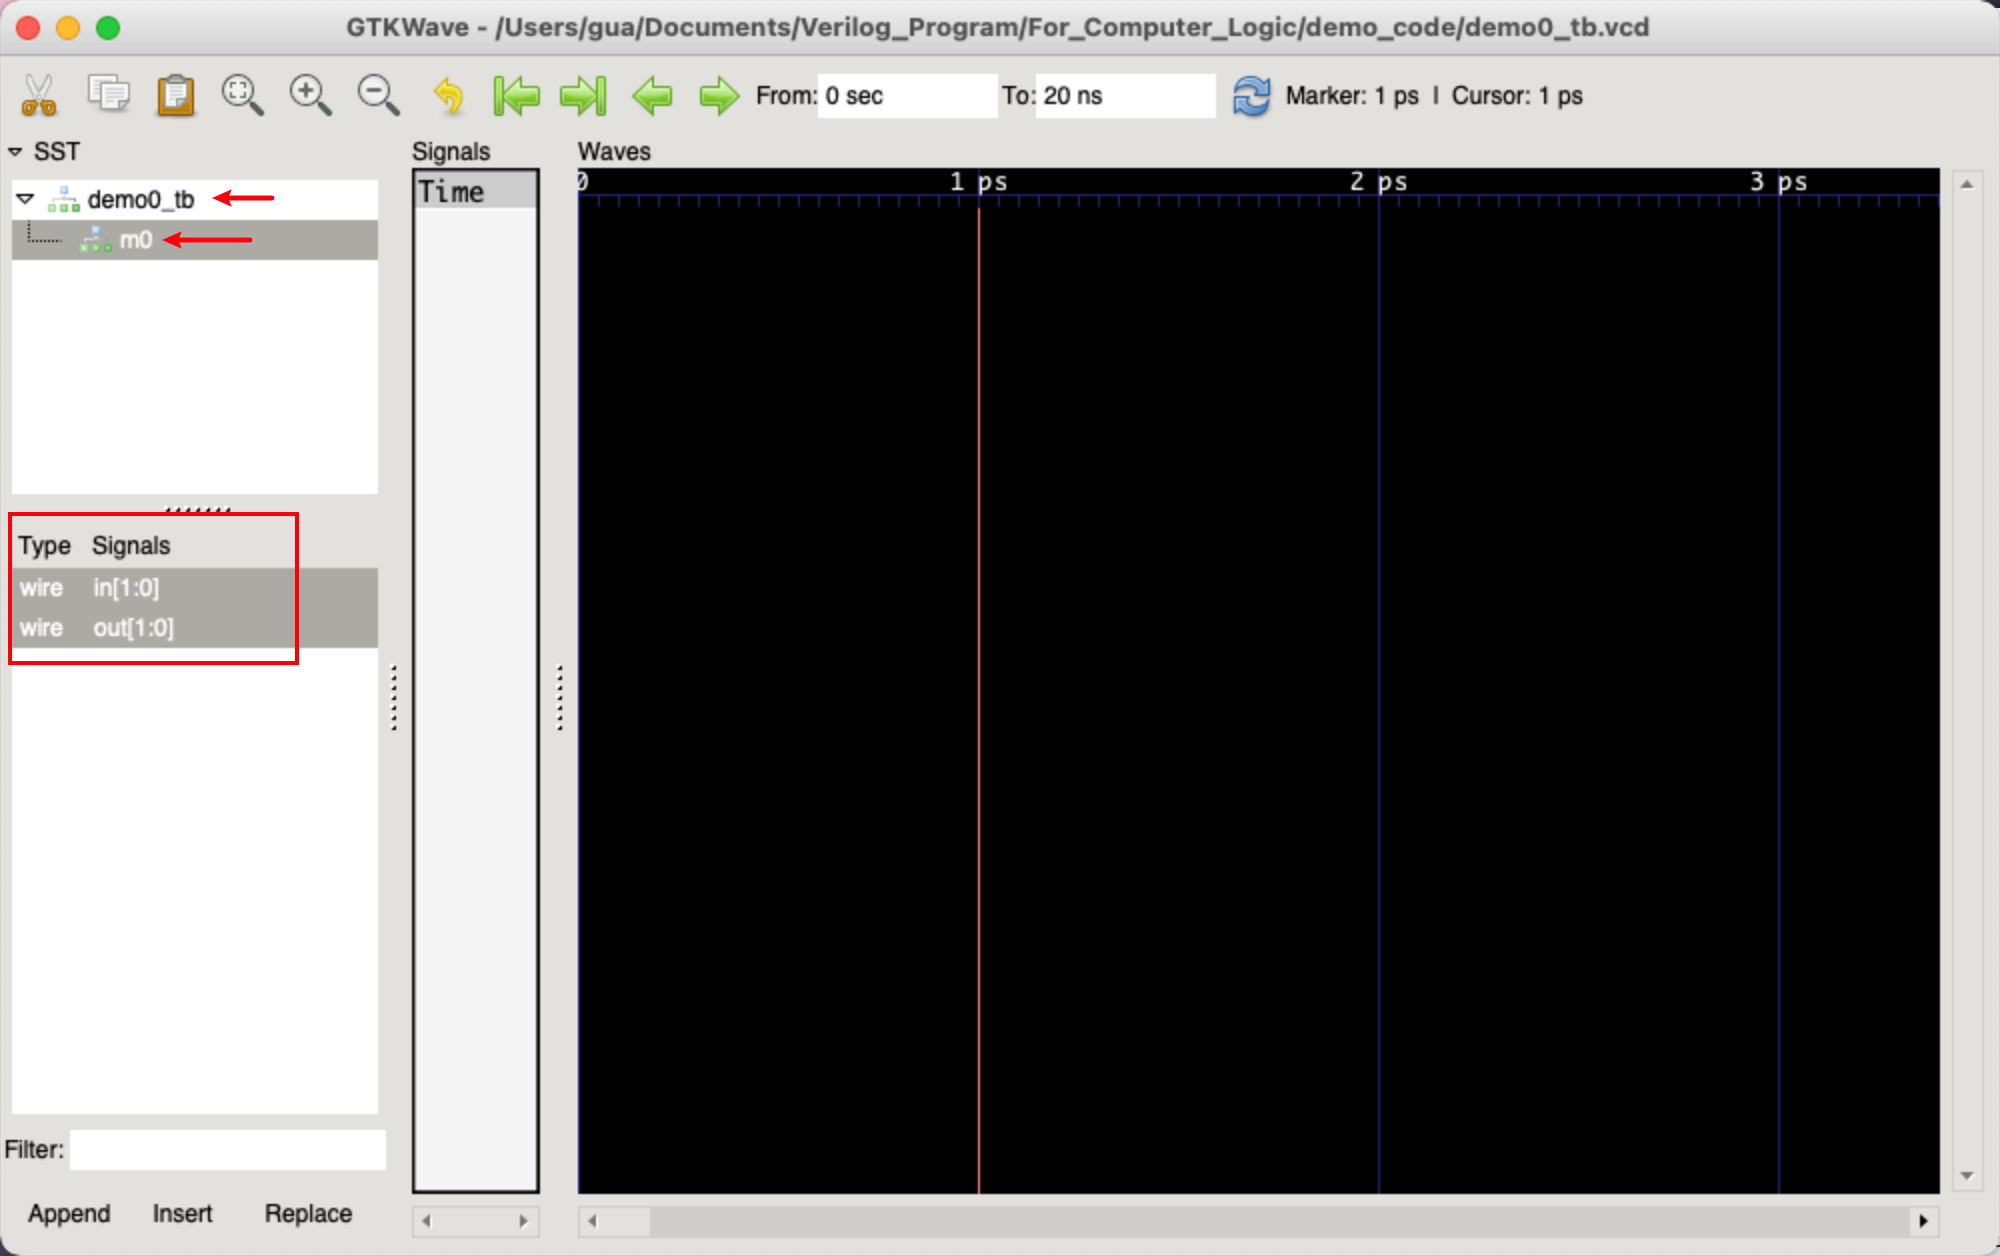 GTKWave - /Users/gua/Documents/Verilog_Program/For_Computer_Logic/demo_code/demo0_tb.vcd
From: 0 sec To: 20 ns Marker: 1 ps | Cursor: 1 ps
SST
demo0_tb
m0
Type Signals
wire in[1:0]
wire out[1:0]
Filter:
Append Insert Replace
Signals
Time
Waves
0 1 ps 2 ps 3 ps